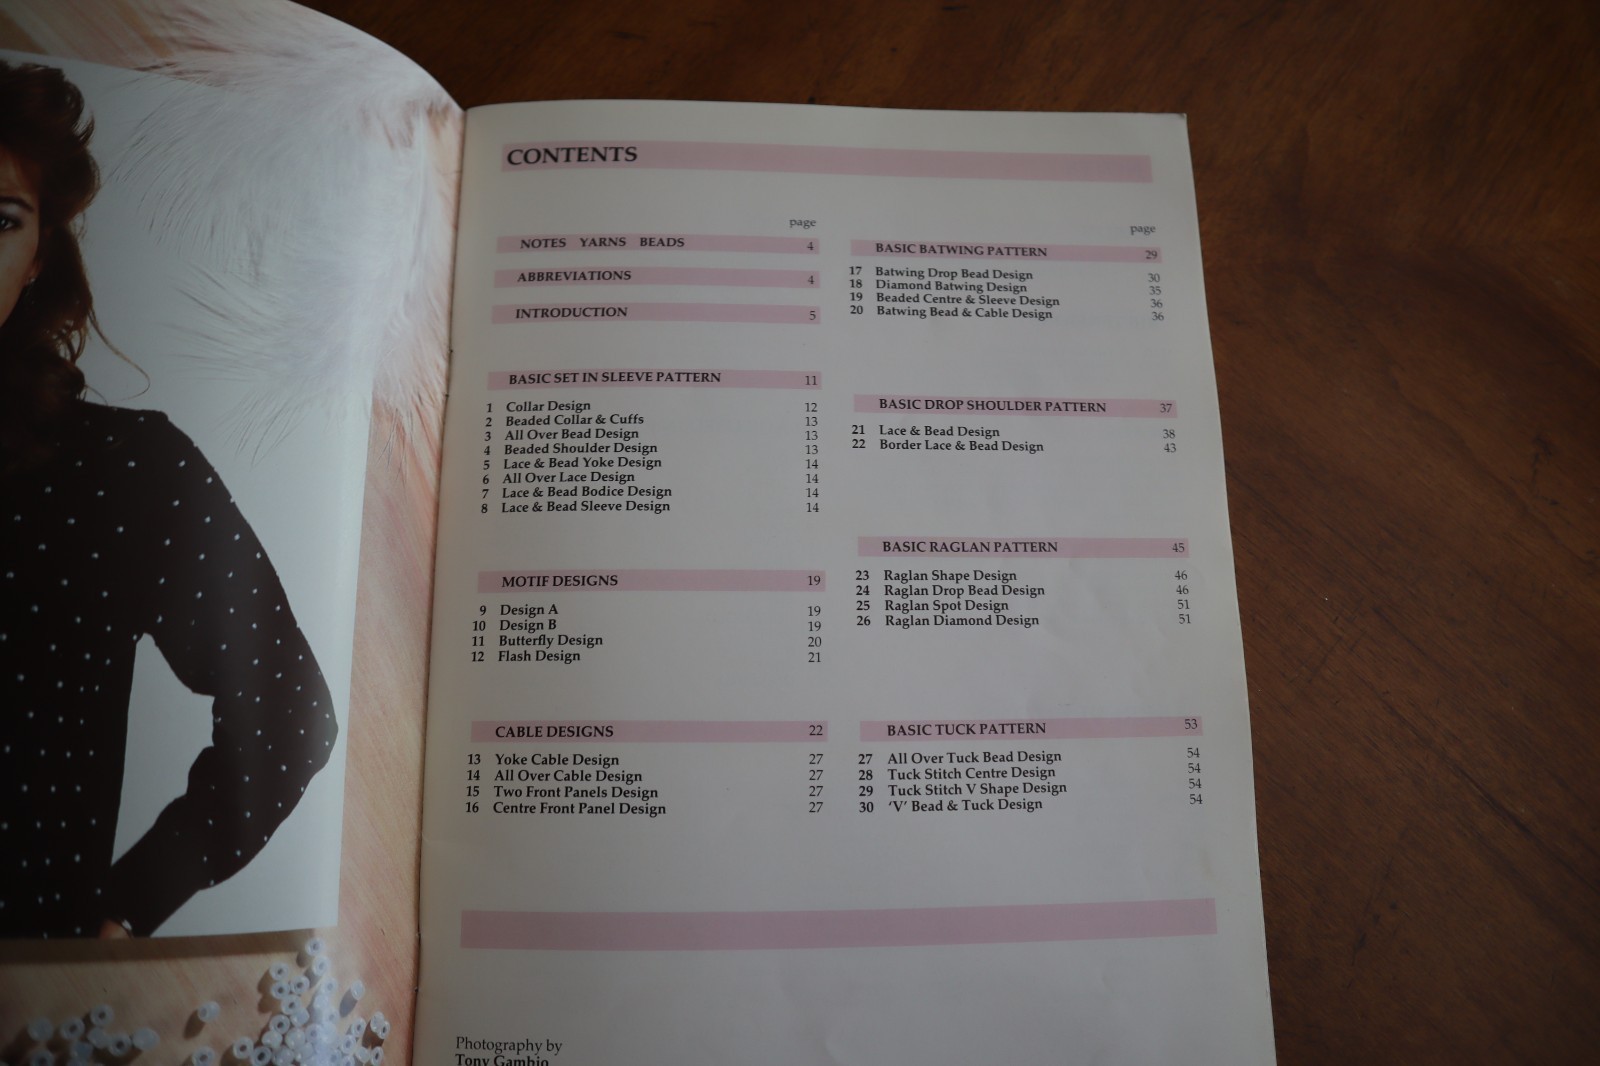 CONTENTS
page
NOTES YARNS BEADS 4
ABBREVIATIONS 4
INTRODUCTION 5
BASIC SET IN SLEEVE PATTERN 11
1 Collar Design 12
2 Beaded Collar & Cuffs 13
3 All Over Bead Design 13
4 Beaded Shoulder Design 13
5 Lace & Bead Yoke Design 14
6 All Over Lace Design 14
7 Lace & Bead Bodice Design 14
8 Lace & Bead Sleeve Design 14
MOTIF DESIGNS 19
9 Design A 19
10 Design B 19
11 Butterfly Design 20
12 Flash Design 21
CABLE DESIGNS 22
13 Yoke Cable Design 27
14 All Over Cable Design 27
15 Two Front Panels Design 27
16 Centre Front Panel Design 27
page
BASIC BATWING PATTERN 29
17 Batwing Drop Bead Design 30
18 Diamond Batwing Design 35
19 Beaded Centre & Sleeve Design 36
20 Batwing Bead & Cable Design 36
BASIC DROP SHOULDER PATTERN 37
21 Lace & Bead Design 38
22 Border Lace & Bead Design 43
BASIC RAGLAN PATTERN 45
23 Raglan Shape Design 46
24 Raglan Drop Bead Design 46
25 Raglan Spot Design 51
26 Raglan Diamond Design 51
BASIC TUCK PATTERN 53
27 All Over Tuck Bead Design 54
28 Tuck Stitch Centre Design 54
29 Tuck Stitch V Shape Design 54
30 ‘V’ Bead & Tuck Design 54
Photography by
Tony Gambio